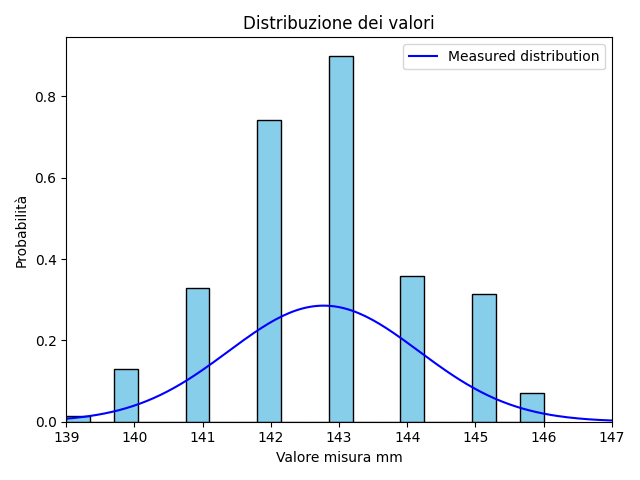 Distribuzione dei valori
Measured distribution
Probabilità
0.8
0.6
0.4
0.2
0.0
139 140 141 142 143 144 145 146 147
Valore misura mm